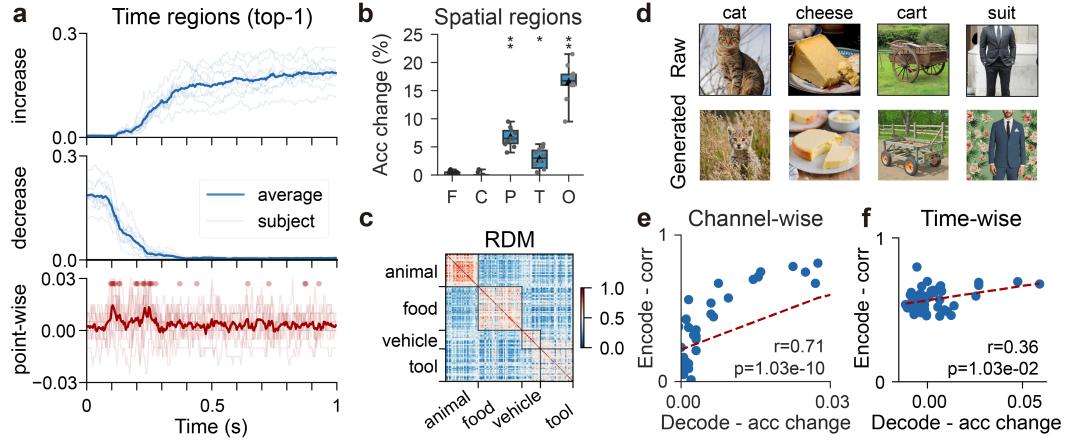 a
Time regions (top-1)
increase
0.3
0.0
decrease
0.3
0.0
average
subject
point-wise
0.03
0.00
−0.03
0
0.5
1
Time (s)
b
Spatial regions
Acc change (%)
25
20
15
10
5
0
**
*
**
F C P T O
c
RDM
animal
food
vehicle
tool
animal
food
vehicle
tool
1.0
0.5
0.0
d
cat cheese cart suit
Raw
Generated
e
Channel-wise
Encode - corr
1
0
r=0.71
p=1.03e-10
0.00
0.03
Decode - acc change
f
Time-wise
Encode - corr
1
0
r=0.36
p=1.03e-02
0.00
0.05
Decode - acc change